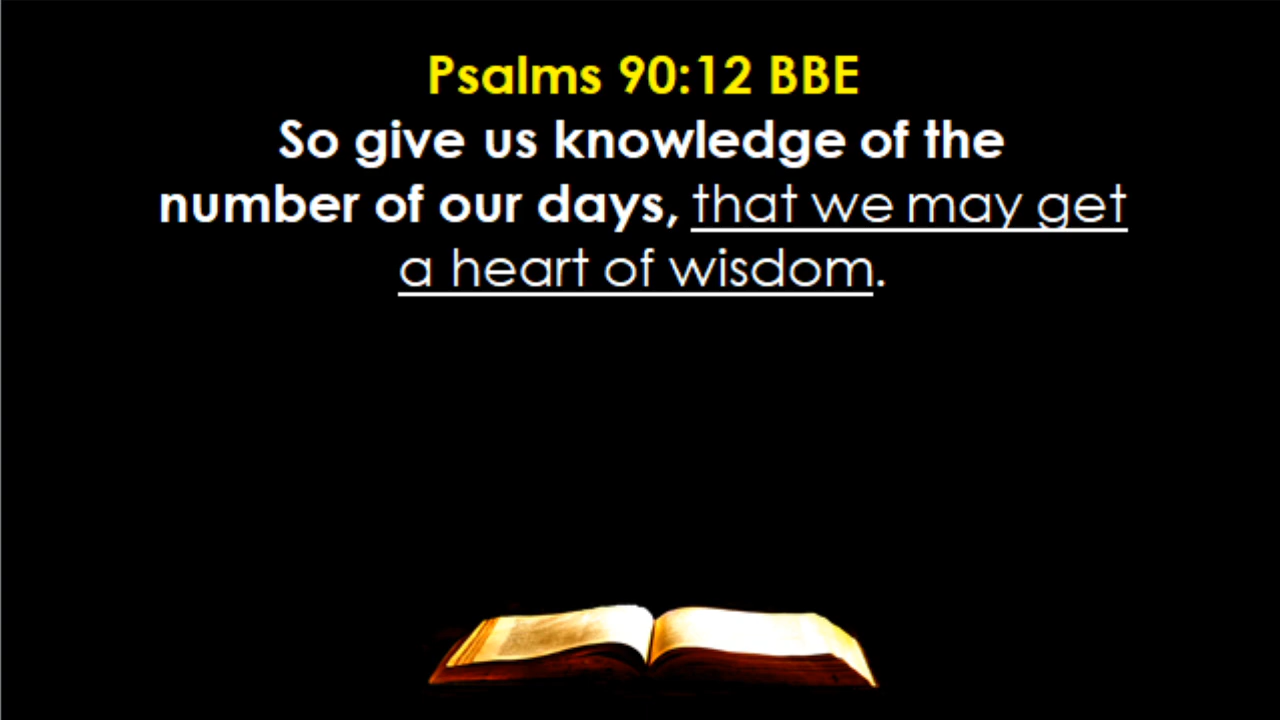 Psalms 90:12 BBE
So give us knowledge of the
number of our days, that we may get
a heart of wisdom.